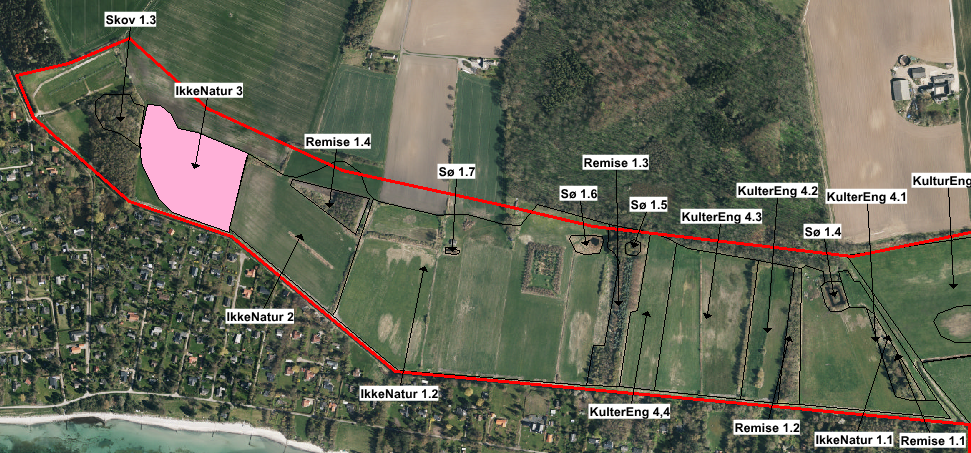 Skov 1.3
IkkeNatur 3
Remise 1.4
Sø 1.7
Remise 1.3
Sø 1.6
Sø 1.5
KulterEng 4.2
KulterEng 4.1
KulturEng
KulterEng 4.3
Sø 1.4
IkkeNatur 2
IkkeNatur 1.2
KulterEng 4,4
Remise 1.2
IkkeNatur 1.1
Remise 1.1